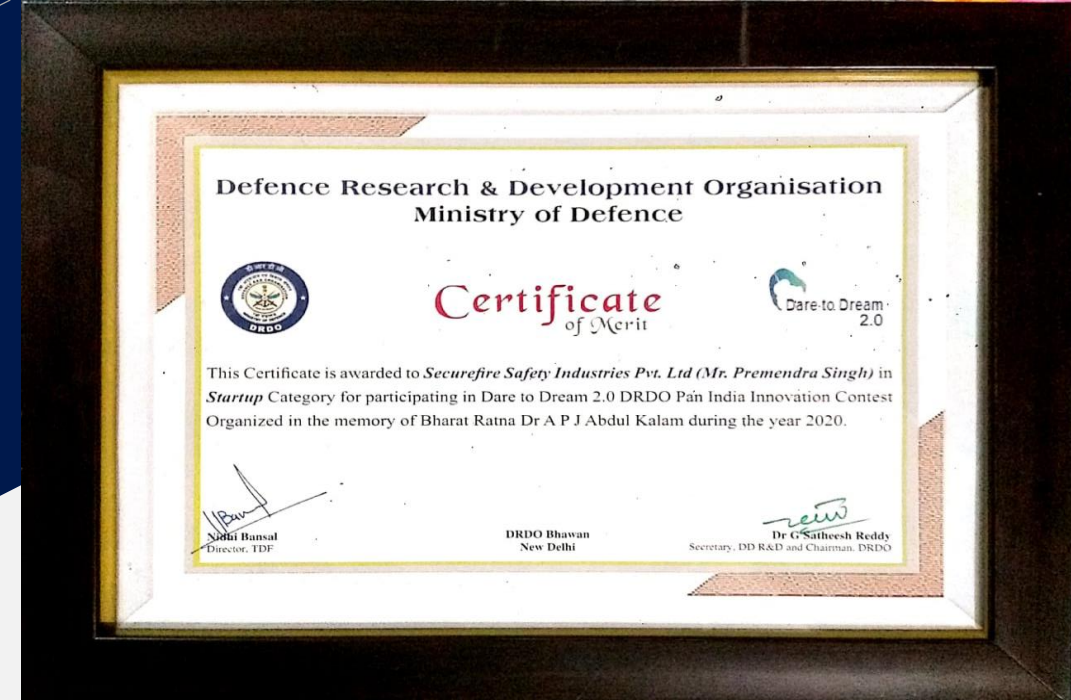 Defence Research & Development Organisation
Ministry of Defence
DRDO
Certificate
of Merit
Dare to Dream
2.0
This Certificate is awarded to Securefire Safety Industries Pvt. Ltd (Mr. Premendra Singh) in
Startup Category for participating in Dare to Dream 2.0 DRDO Pan India Innovation Contest
Organized in the memory of Bharat Ratna Dr A P J Abdul Kalam during the year 2020.
Nidhi Bansal
Director, TDF
DRDO Bhawan
New Delhi
Dr G Satheesh Reddy
Secretary, DD R&D and Chairman, DRDO